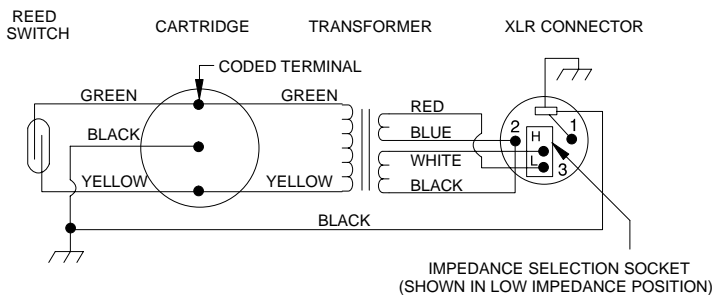 REED
SWITCH
CARTRIDGE
TRANSFORMER
XLR CONNECTOR
CODED TERMINAL
GREEN
GREEN
RED
BLACK
BLUE
2
H
1
WHITE
L
3
YELLOW
YELLOW
BLACK
BLACK
IMPEDANCE SELECTION SOCKET
(SHOWN IN LOW IMPEDANCE POSITION)